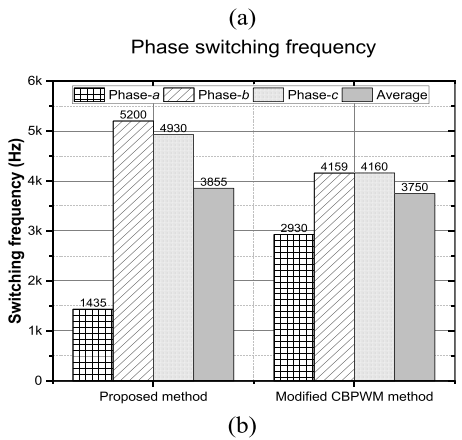 (a)
Phase switching frequency
Switching frequency (Hz)
6k
5k
4k
3k
2k
1k
0
Phase-a Phase-b Phase-c Average
1435
5200
4930
3855
2930
4159
4160
3750
Proposed method
Modified CBPWM method
(b)